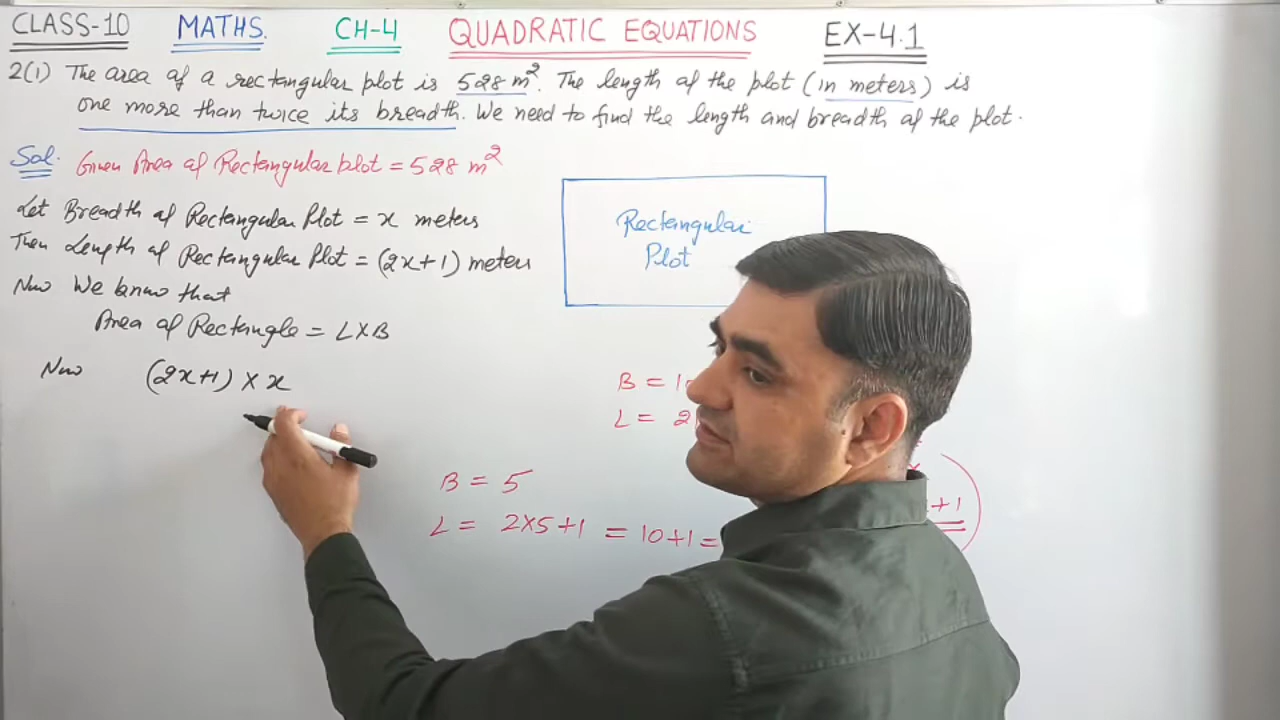 CLASS-10 MATHS. CH-4 QUADRATIC EQUATIONS EX-4.1
2(1) The area of a rectangular plot is 528 m². The length of the plot (in meters) is
one more than twice its breadth. We need to find the length and breadth of the plot.
Sol. Given Area of Rectangular plot = 528 m²
Let Breadth of Rectangular Plot = x meters
Then Length of Rectangular Plot = (2x+1) meters
Now We know that
Area of Rectangle = L×B
Now (2x+1) × x
Rectangular
Plot
B = 1
L = 2
B = 5
L = 2×5+1 = 10+1 =
+1